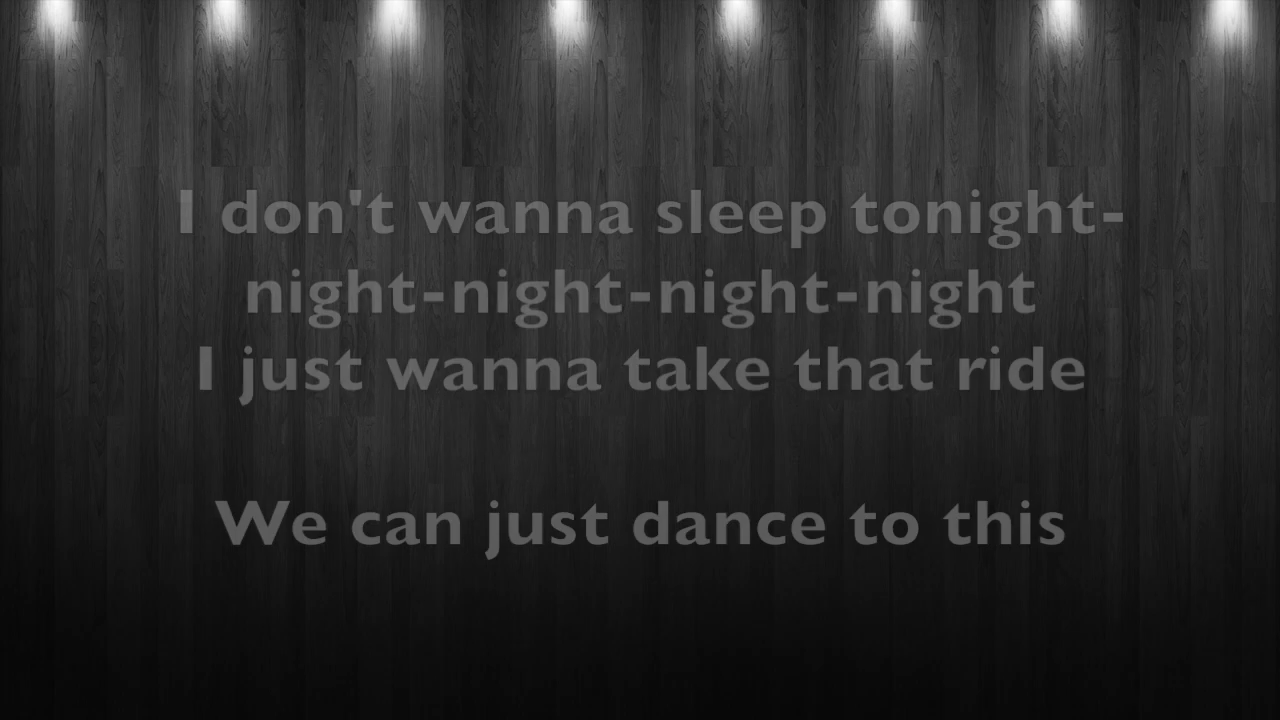 I don't wanna sleep tonight-
night-night-night-night
I just wanna take that ride
We can just dance to this